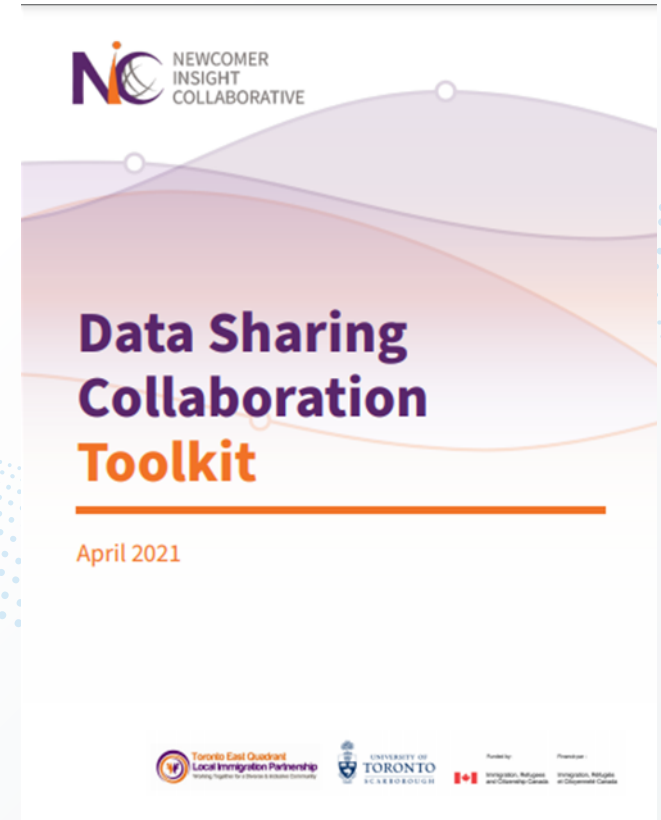 NIC
NEWCOMER
INSIGHT
COLLABORATIVE
Data Sharing
Collaboration
Toolkit
April 2021
Toronto East Quadrant
Local Immigration Partnership
Working Together for a Diverse & Inclusive Community
UNIVERSITY OF
TORONTO
SCARBOROUGH
Funded by:
Immigration, Refugees
and Citizenship Canada
Financé par :
Immigration, Réfugiés
et Citoyenneté Canada